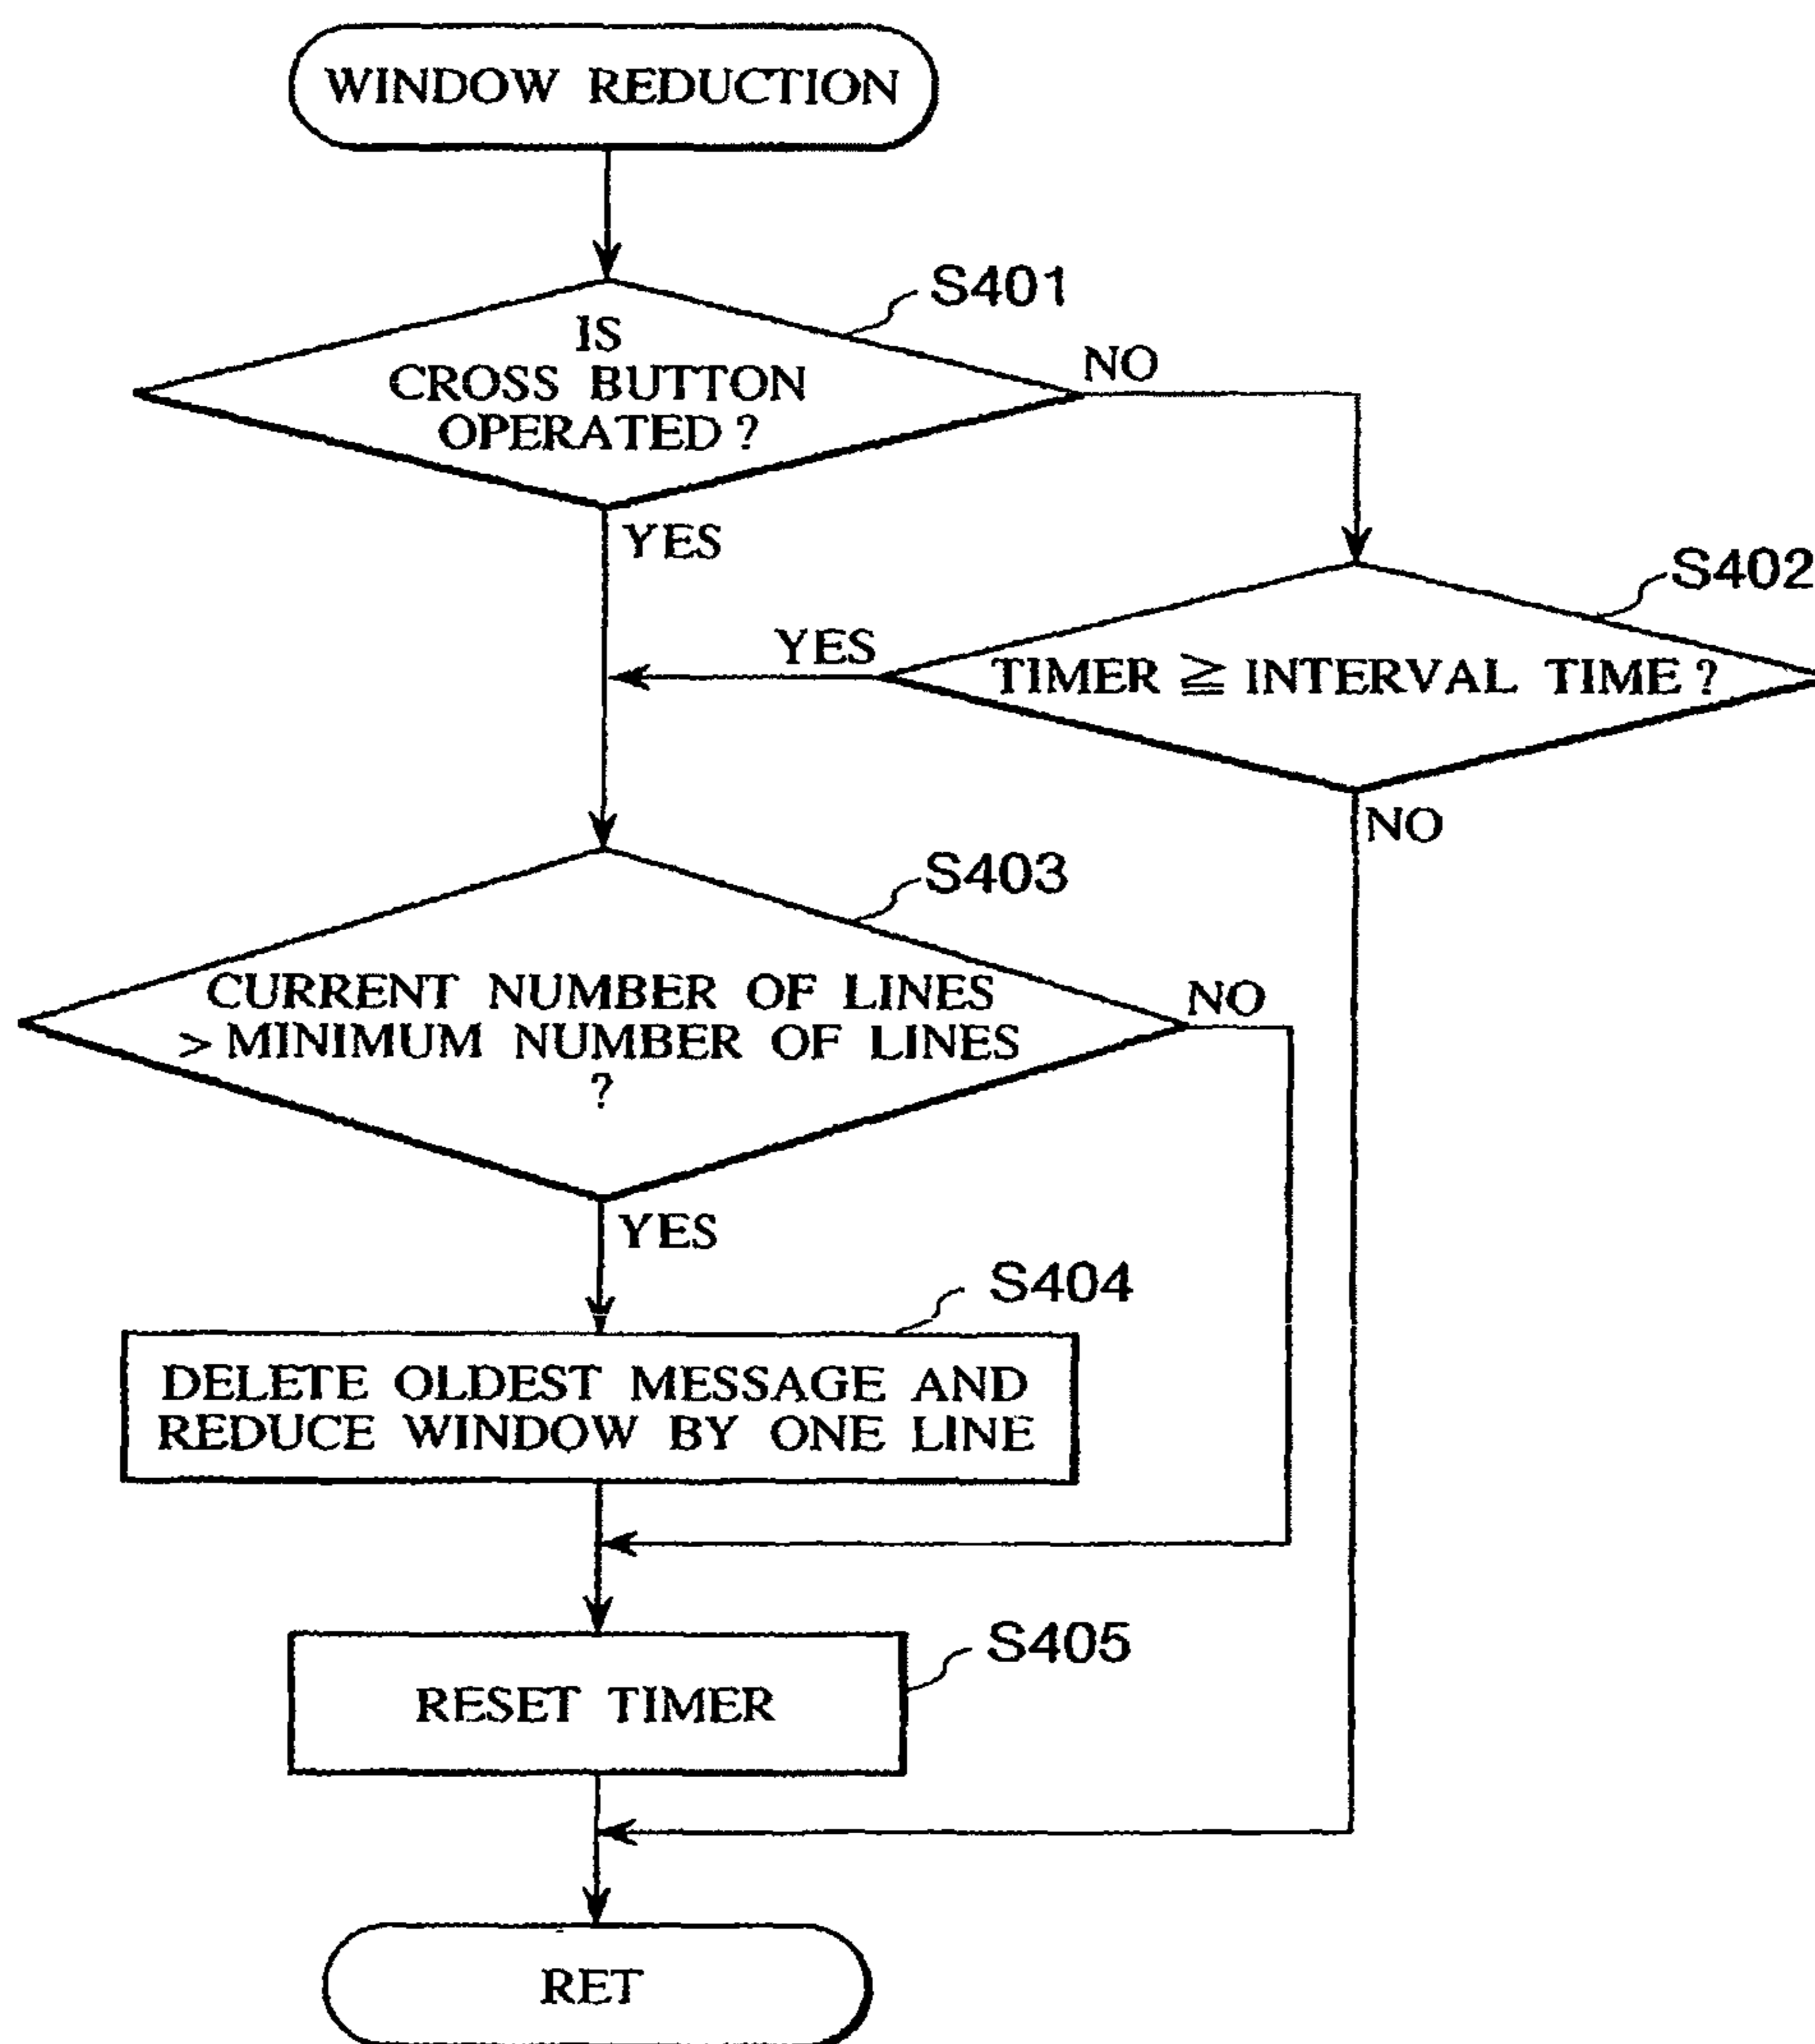 WINDOW REDUCTION
S401
IS
CROSS BUTTON
OPERATED ?
NO
YES
S402
YES
TIMER ≧ INTERVAL TIME ?
NO
S403
CURRENT NUMBER OF LINES
> MINIMUM NUMBER OF LINES
?
NO
YES
S404
DELETE OLDEST MESSAGE AND
REDUCE WINDOW BY ONE LINE
S405
RESET TIMER
RET